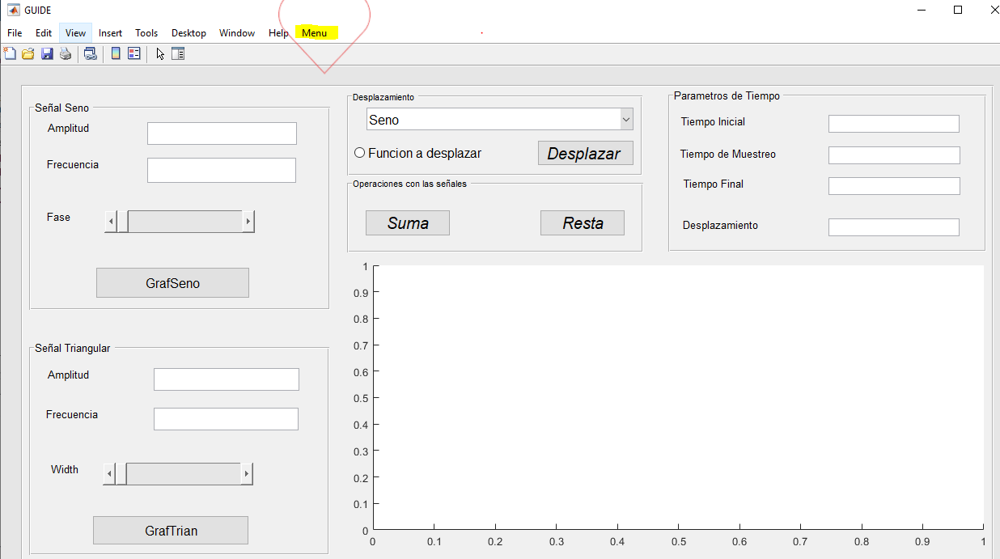 GUIDE
File Edit View Insert Tools Desktop Window Help Menu
Señal Seno
Amplitud
Frecuencia
Fase
GrafSeno
Señal Triangular
Amplitud
Frecuencia
Width
GrafTrian
Desplazamiento
Seno
Funcion a desplazar
Desplazar
Operaciones con las señales
Suma Resta
Parametros de Tiempo
Tiempo Inicial
Tiempo de Muestreo
Tiempo Final
Desplazamiento
1
0.9
0.8
0.7
0.6
0.5
0.4
0.3
0.2
0.1
0
0 0.1 0.2 0.3 0.4 0.5 0.6 0.7 0.8 0.9 1